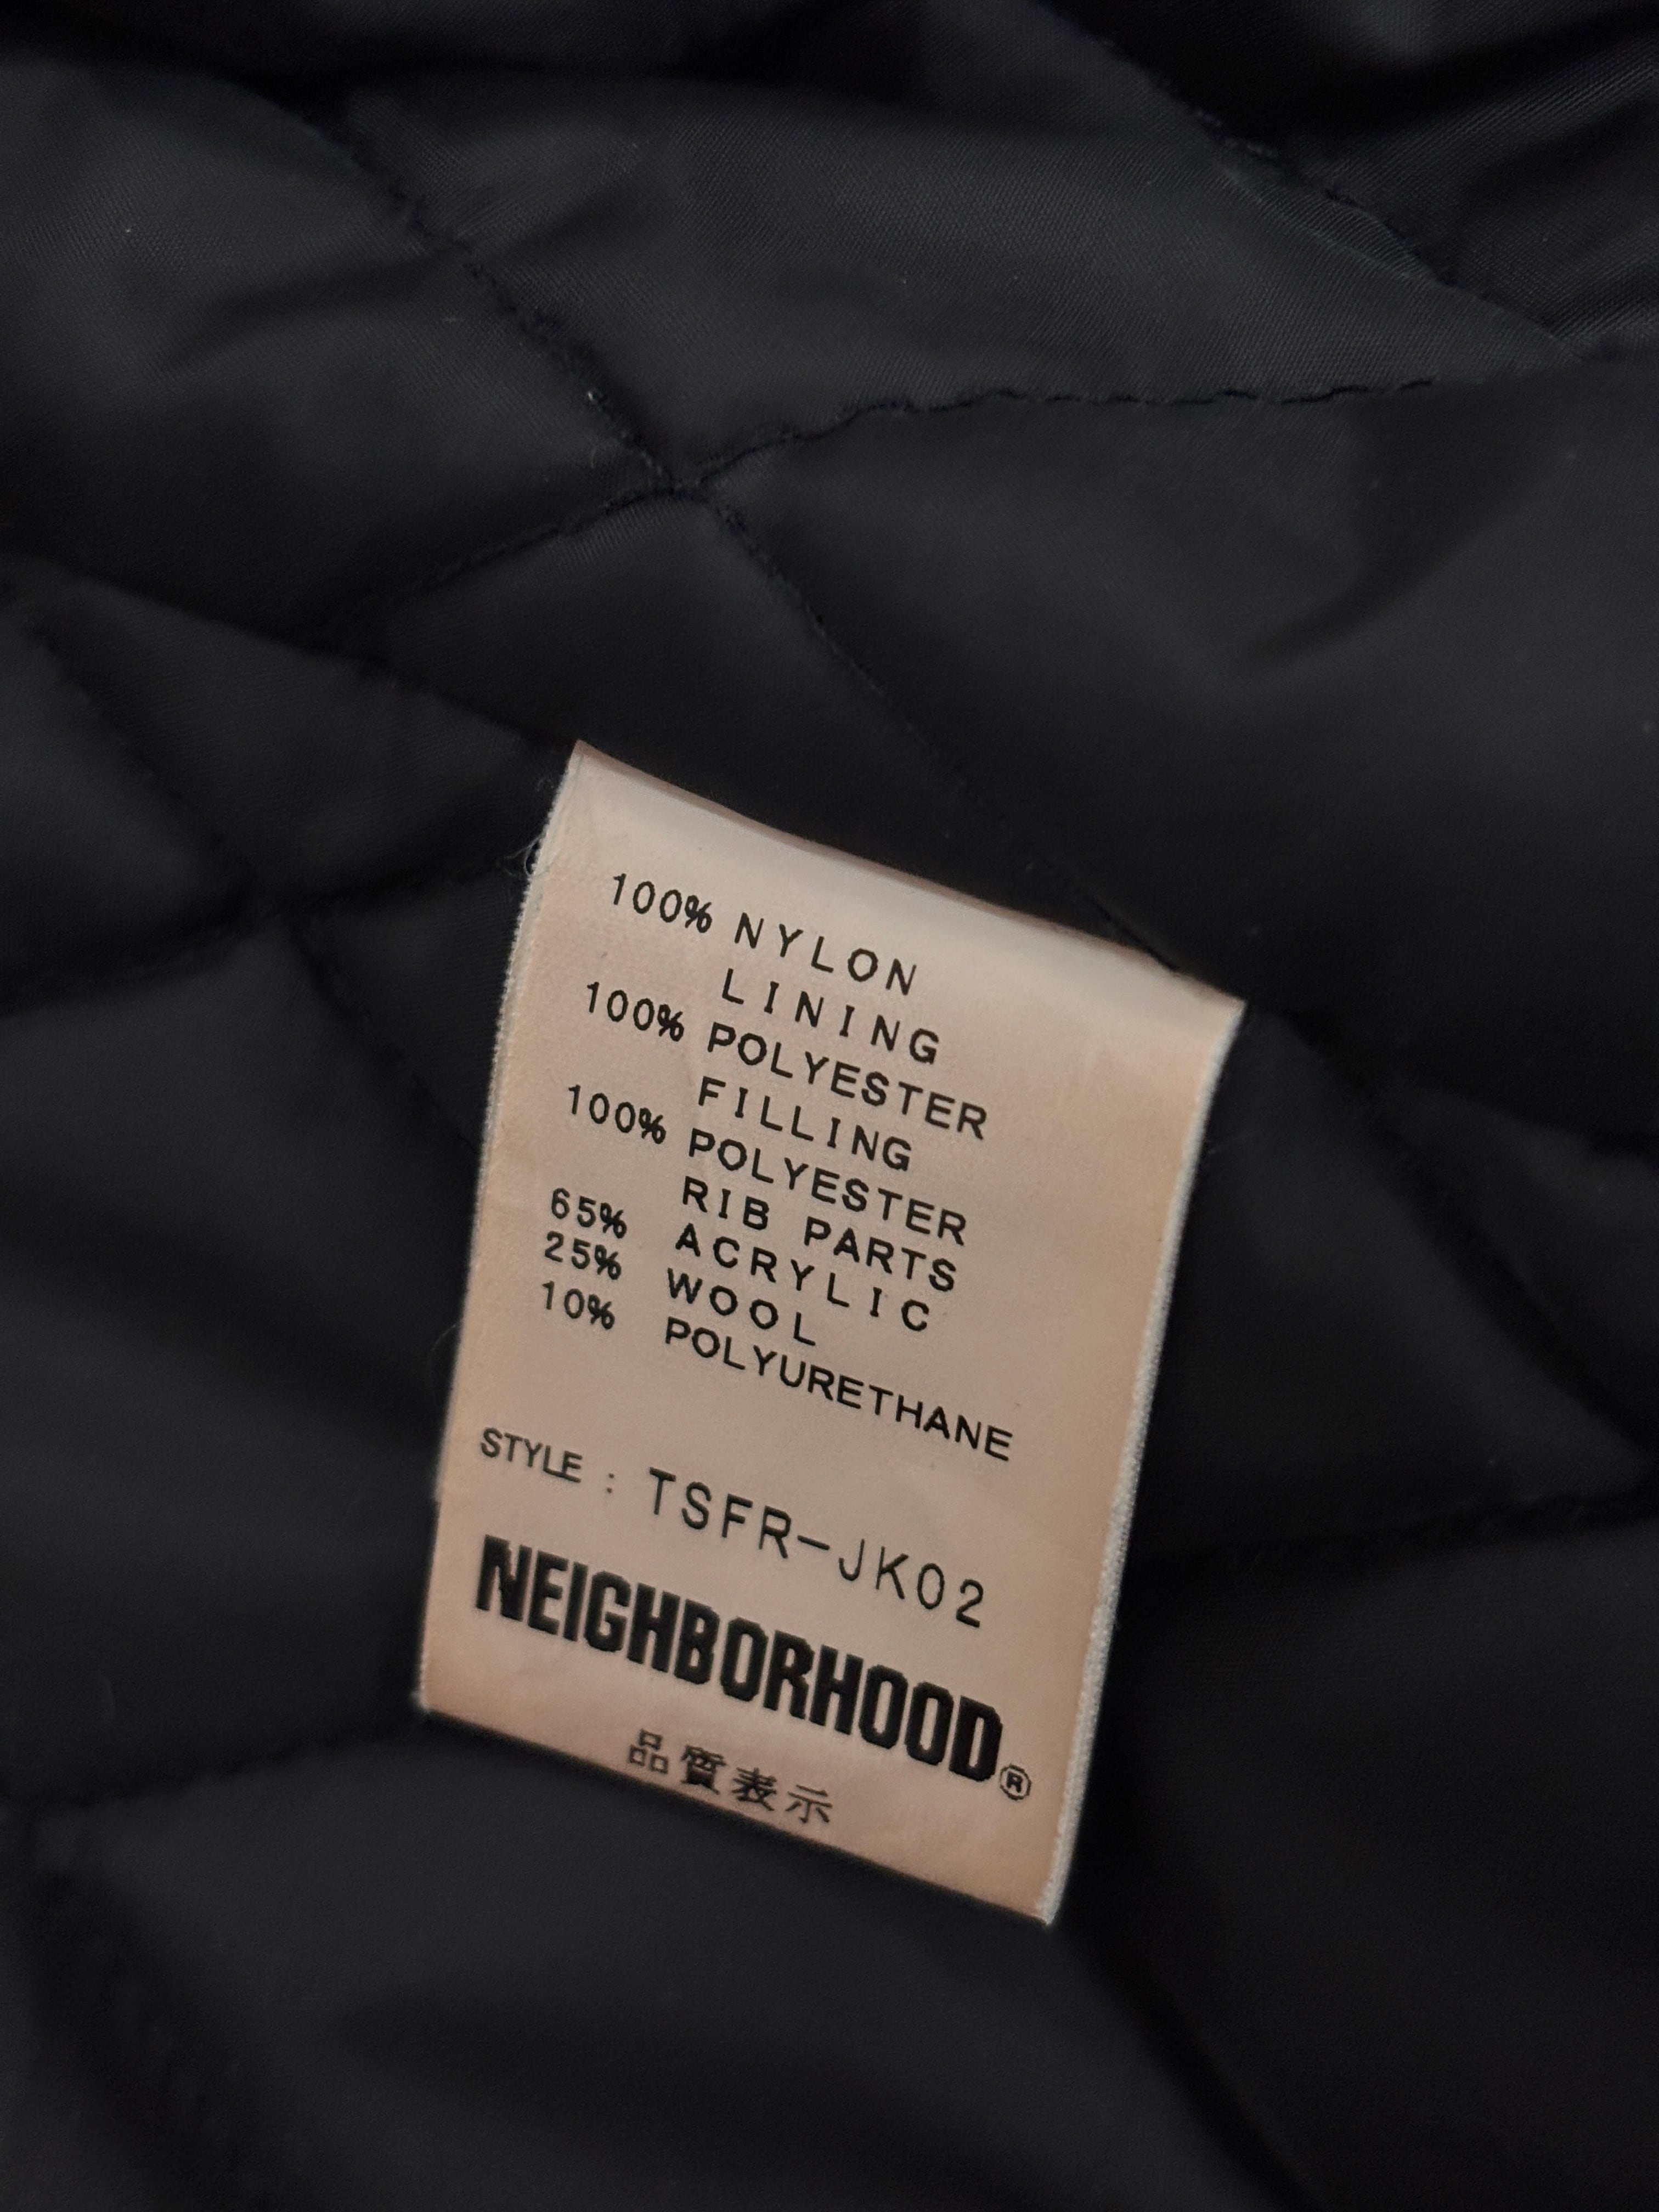 100% NYLON
LINING
100% POLYESTER
FILLING
100% POLYESTER
RIB PARTS
65% ACRYLIC
25% WOOL
10% POLYURETHANE
STYLE : TSFR-JK02
NEIGHBORHOOD®
品質表示